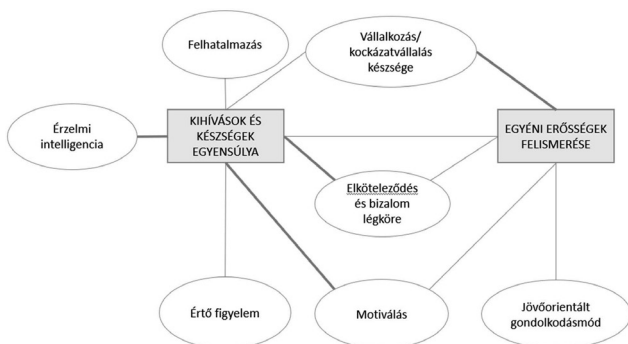 Felhatalmazás
Vállalkozás/
kockázatvállalás
készsége
Érzelmi
intelligencia
KIHÍVÁSOK ÉS
KÉSZSÉGEK
EGYENSÚLYA
EGYÉNI ERŐSSÉGEK
FELISMERÉSE
Elköteleződés
és bizalom
légköre
Értő figyelem
Motiválás
Jövőorientált
gondolkodásmód